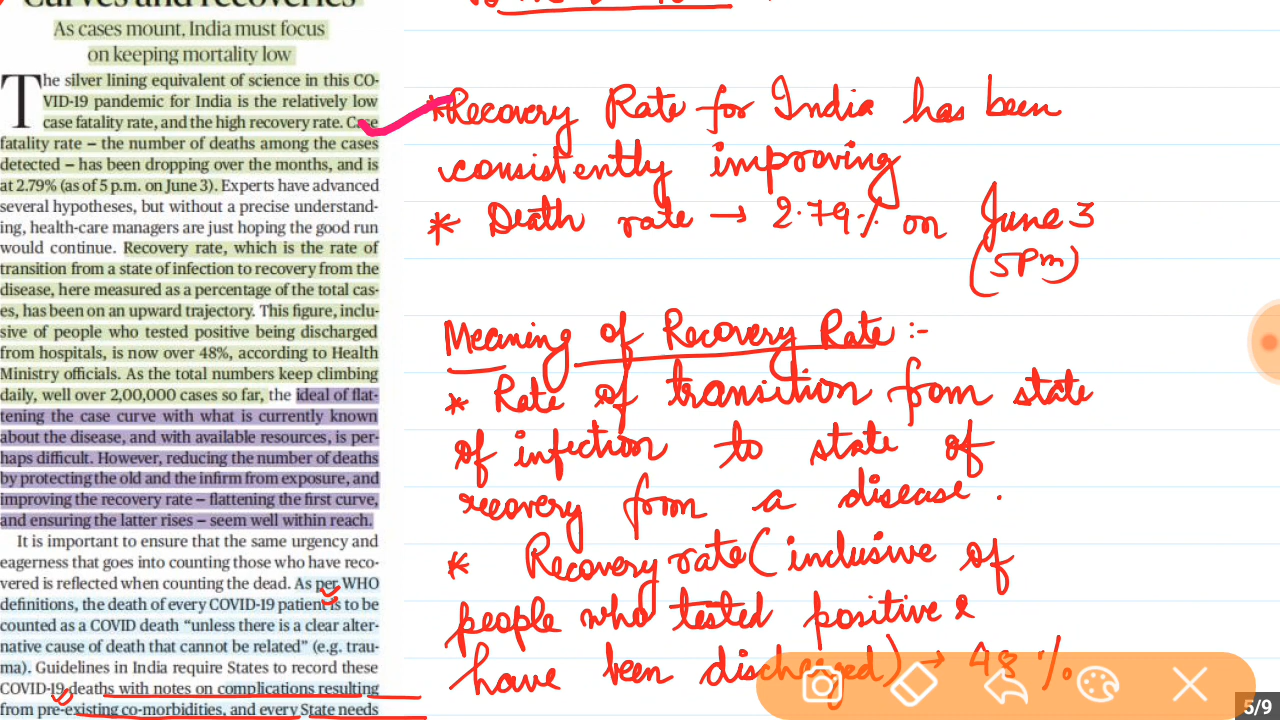 Curves and recoveries
As cases mount, India must focus
on keeping mortality low
The silver lining equivalent of science in this CO-
VID-19 pandemic for India is the relatively low
case fatality rate, and the high recovery rate. Case
fatality rate – the number of deaths among the cases
detected – has been dropping over the months, and is
at 2.79% (as of 5 p.m. on June 3). Experts have advanced
several hypotheses, but without a precise understand-
ing, health-care managers are just hoping the good run
would continue. Recovery rate, which is the rate of
transition from a state of infection to recovery from the
disease, here measured as a percentage of the total cas-
es, has been on an upward trajectory. This figure, inclu-
sive of people who tested positive being discharged
from hospitals, is now over 48%, according to Health
Ministry officials. As the total numbers keep climbing
daily, well over 2,00,000 cases so far, the ideal of flat-
tening the case curve with what is currently known
about the disease, and with available resources, is per-
haps difficult. However, reducing the number of deaths
by protecting the old and the infirm from exposure, and
improving the recovery rate – flattening the first curve,
and ensuring the latter rises – seem well within reach.
It is important to ensure that the same urgency and
eagerness that goes into counting those who have reco-
vered is reflected when counting the dead. As per WHO
definitions, the death of every COVID-19 patient is to be
counted as a COVID death “unless there is a clear alter-
native cause of death that cannot be related” (e.g. trau-
ma). Guidelines in India require States to record these
COVID-19 deaths with notes on complications resulting
from pre-existing co-morbidities, and every State needs
* Recovery Rate for India has been
consistently improving
* Death rate → 2.79% on June 3
(5Pm)
Meaning of Recovery Rate :-
* Rate of transition from state
of infection to state of
recovery from a disease.
* Recovery rate (inclusive of
people who tested positive &
have been discharged) → 48%
5/9